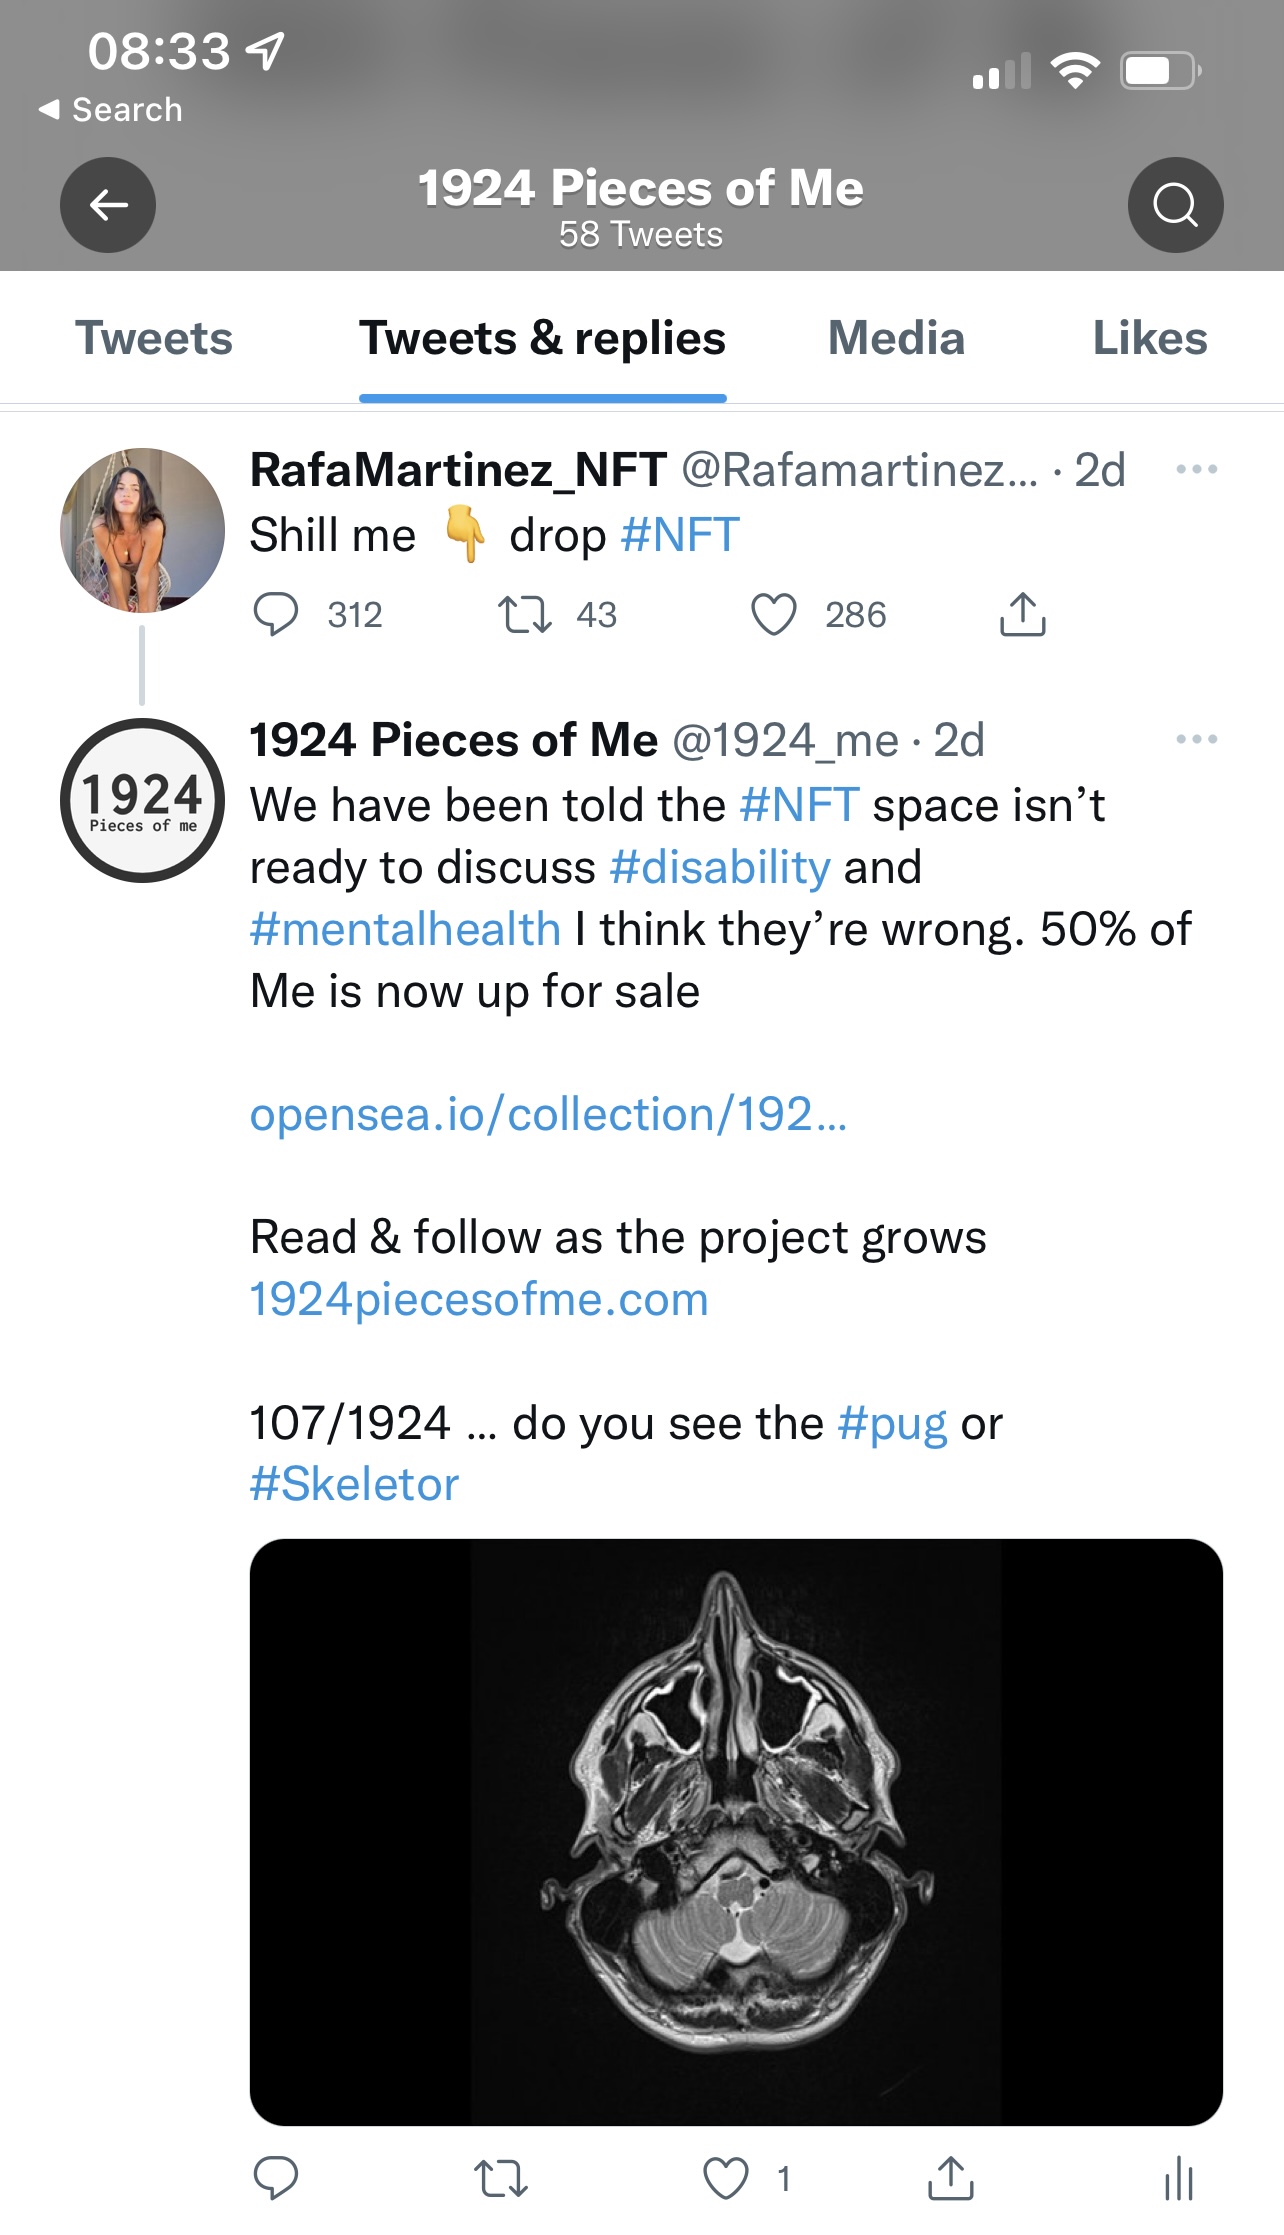 08:33
Search
1924 Pieces of Me
58 Tweets
Tweets
Tweets & replies
Media
Likes
RafaMartinez_NFT @Rafamartinez... · 2d
Shill me 👇 drop #NFT
312
43
286
1924
Pieces of me
1924 Pieces of Me @1924_me · 2d
We have been told the #NFT space isn’t
ready to discuss #disability and
#mentalhealth I think they’re wrong. 50% of
Me is now up for sale
opensea.io/collection/192...
Read & follow as the project grows
1924piecesofme.com
107/1924 ... do you see the #pug or
#Skeletor
1